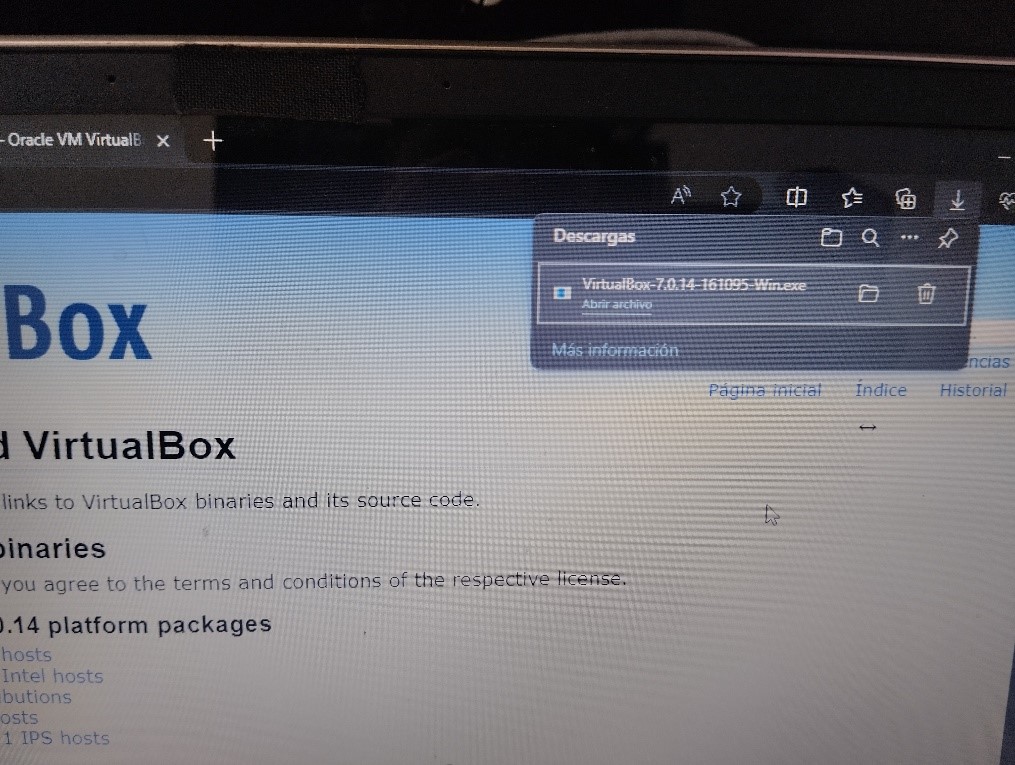 - Oracle VM VirtualB
Descargas
VirtualBox-7.0.14-161095-Win.exe
Abrir archivo
Más información
ncias
Página inicial Índice Historial
Box
d VirtualBox
links to VirtualBox binaries and its source code.
binaries
you agree to the terms and conditions of the respective license.
0.14 platform packages
hosts
Intel hosts
ibutions
osts
1 IPS hosts